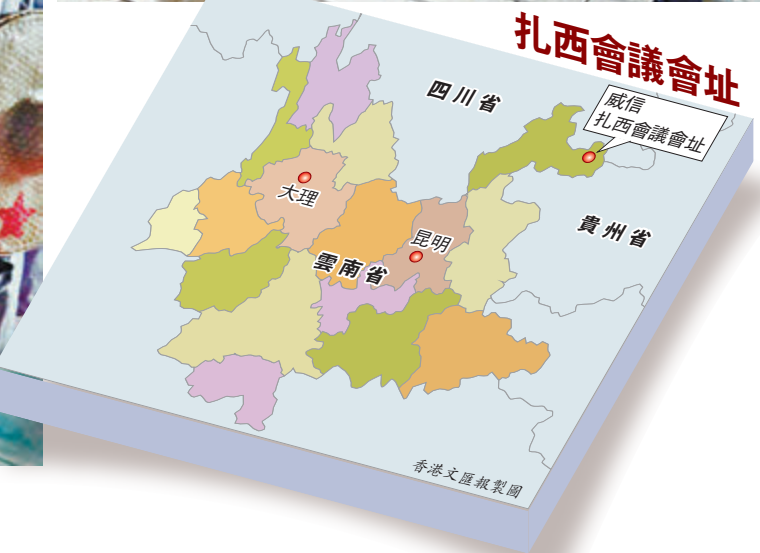 扎西會議會址
四川省
威信
扎西會議會址
大理
貴州省
昆明
雲南省
香港文匯報製圖